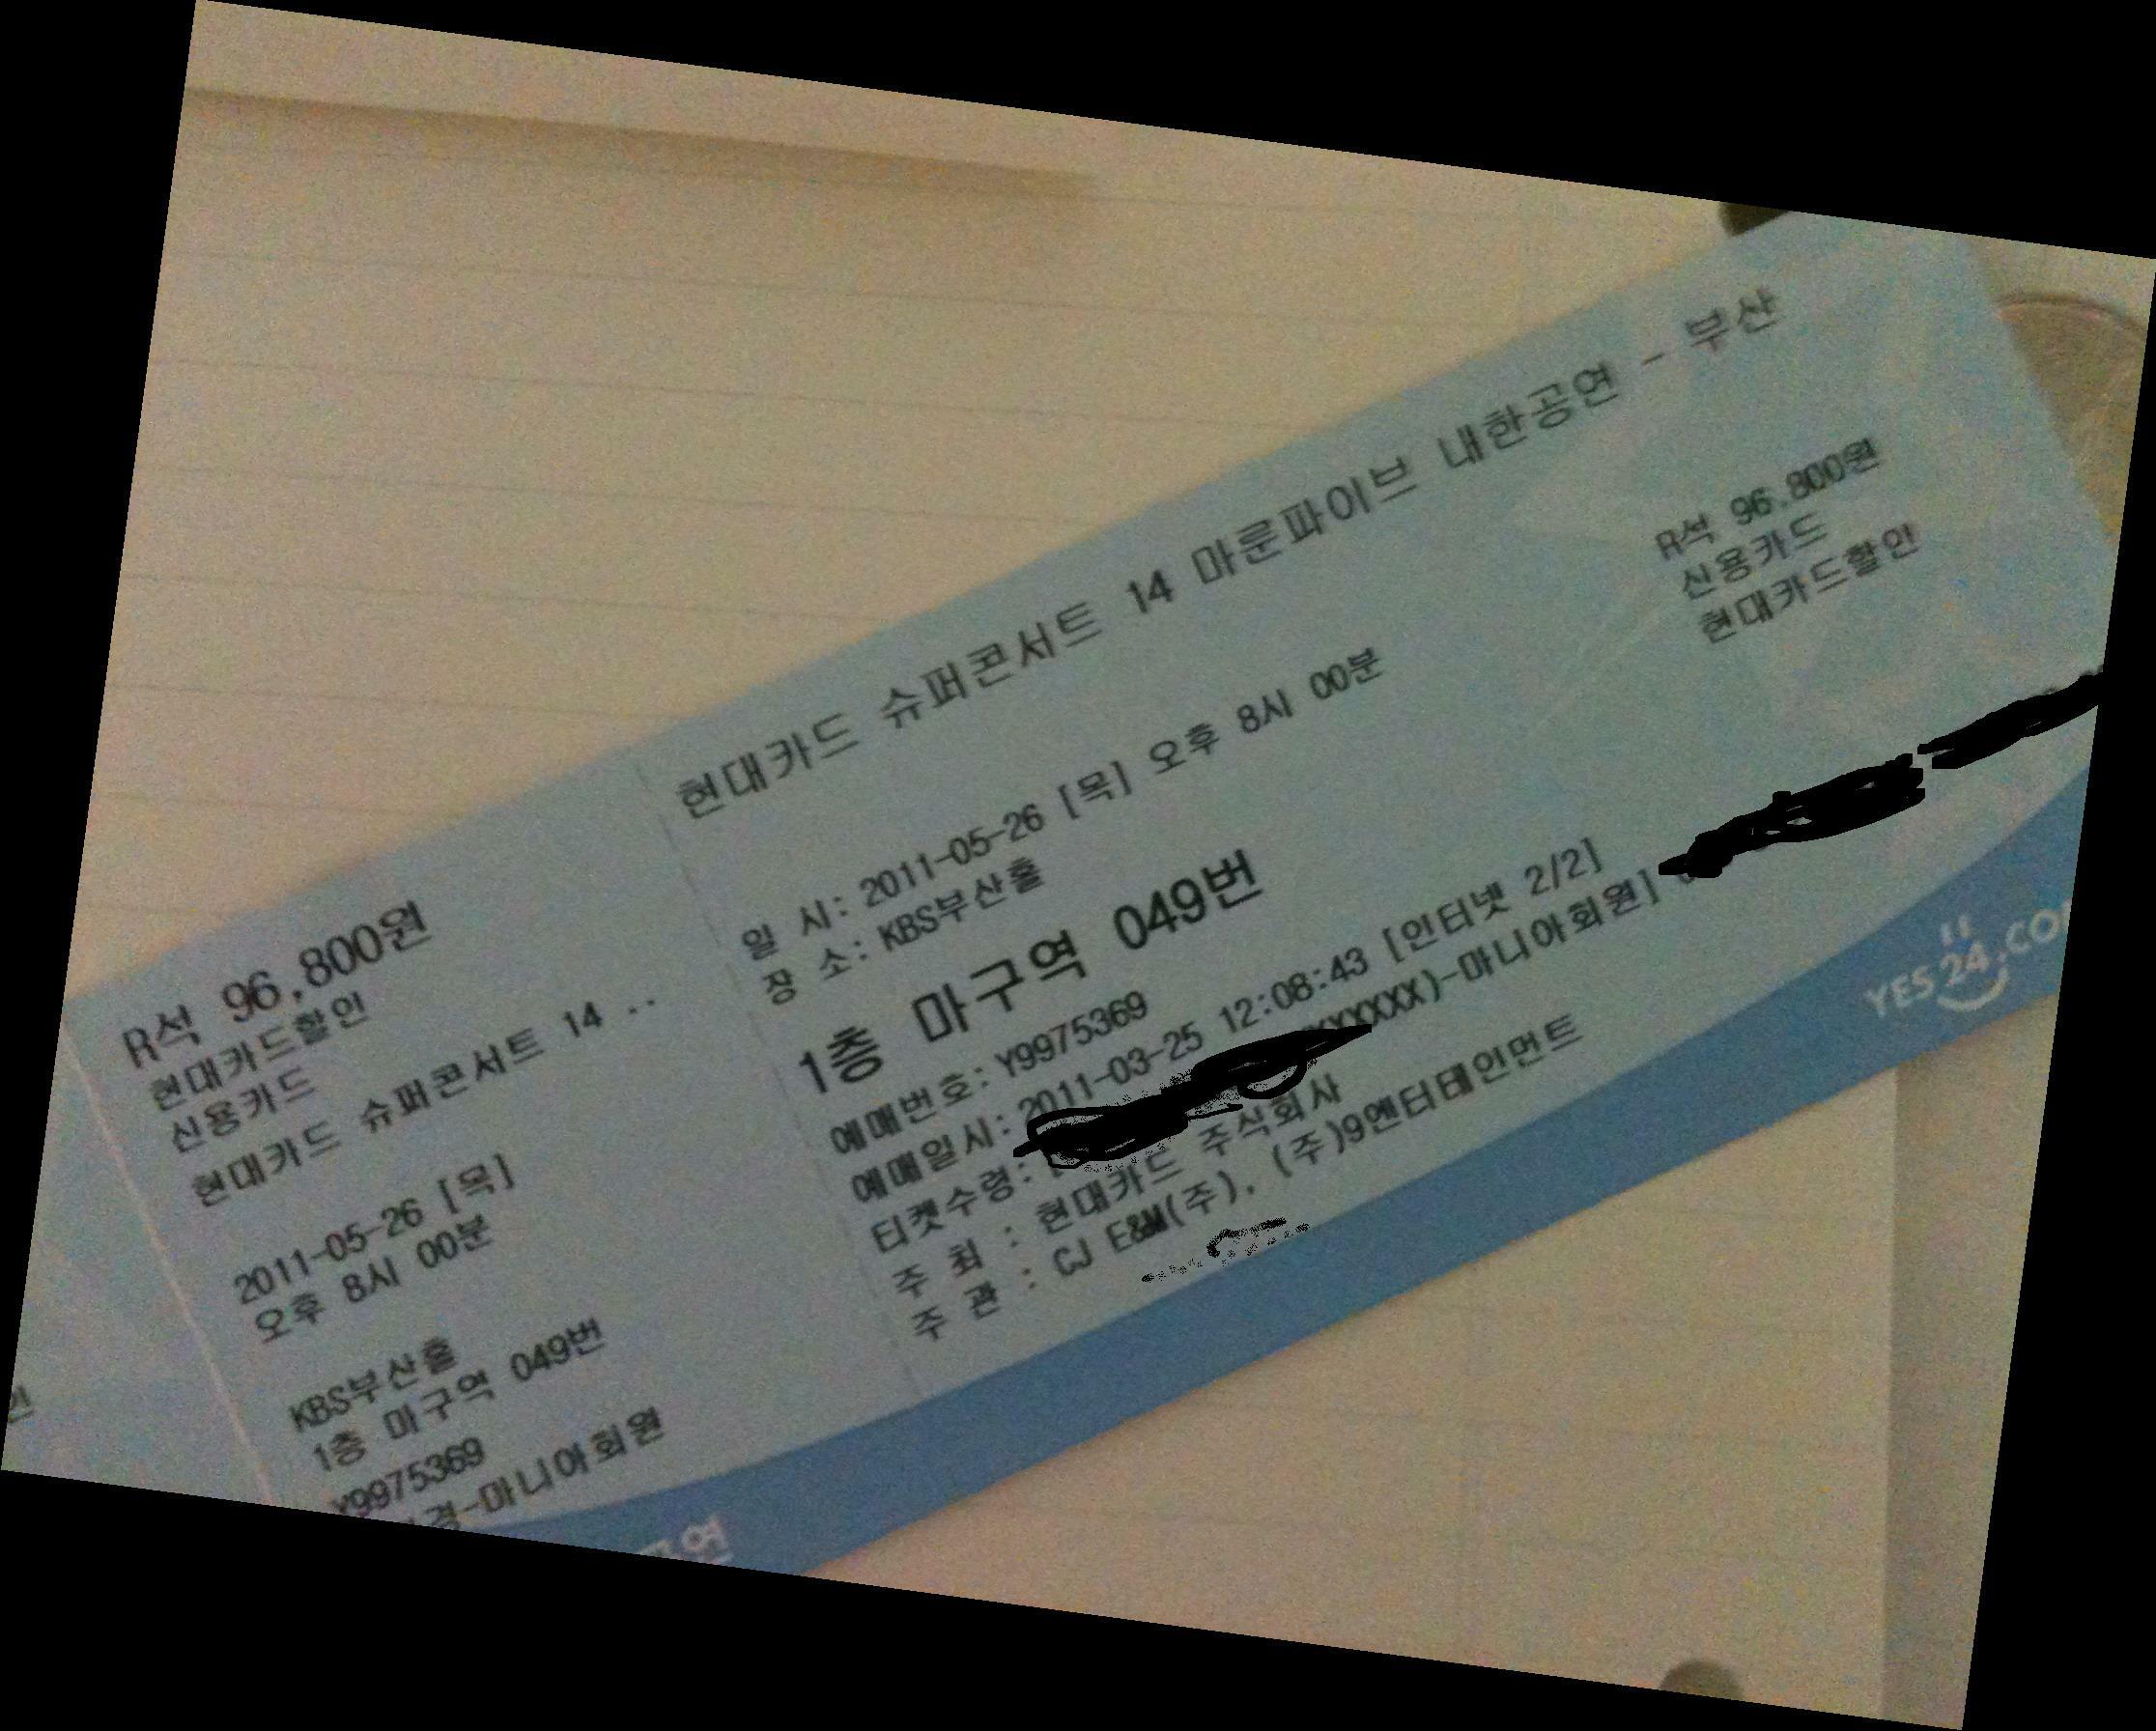 현대카드 슈퍼콘서트 14 마룬파이브 내한공연 - 부산
R석 96,800원
신용카드
현대카드할인
일 시: 2011-05-26 [목] 오후 8시 00분
장 소: KBS부산홀
1층 마구역 049번
예매번호: Y9975369
예매일시: 2011-03-25 12:08:43 [인터넷 2/2]
티켓수령: XXXXX)-마니아회원]
주 최 : 현대카드 주식회사
주 관 : CJ E&M(주), (주)9엔터테인먼트
YES24.CO
R석 96,800원
현대카드할인
신용카드
현대카드 슈퍼콘서트 14 ..
2011-05-26 [목]
오후 8시 00분
KBS부산홀
1층 마구역 049번
Y9975369
-마니아회원